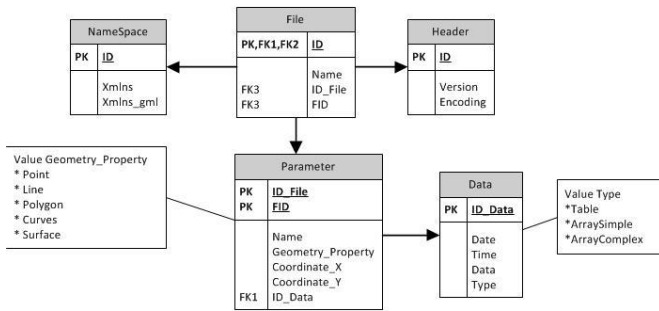 File
PK,FK1,FK2 ID
Name
FK3 ID_File
FK3 FID
NameSpace
PK ID
Xmlns
Xmlns_gml
Header
PK ID
Version
Encoding
Value Geometry_Property
* Point
* Line
* Polygon
* Curves
* Surface
Parameter
PK ID_File
PK FID
Name
Geometry_Property
Coordinate_X
Coordinate_Y
FK1 ID_Data
Data
PK ID_Data
Date
Time
Data
Type
Value Type
*Table
*ArraySimple
*ArrayComplex